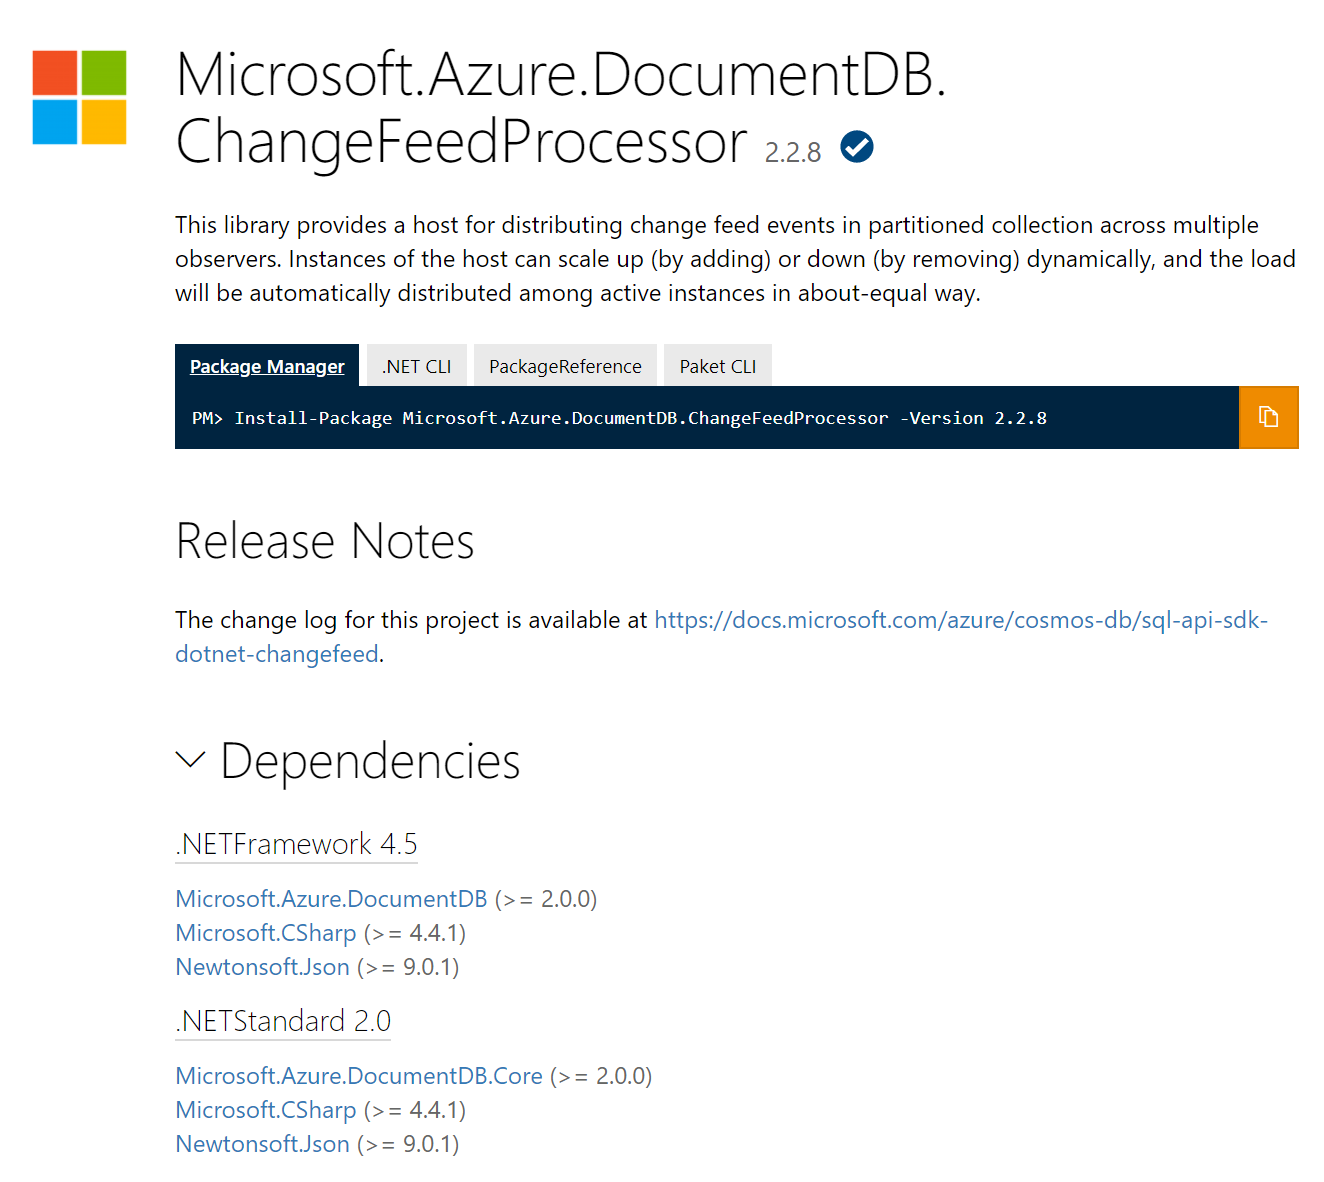 Microsoft.Azure.DocumentDB.
ChangeFeedProcessor 2.2.8
This library provides a host for distributing change feed events in partitioned collection across multiple
observers. Instances of the host can scale up (by adding) or down (by removing) dynamically, and the load
will be automatically distributed among active instances in about-equal way.
Package Manager .NET CLI PackageReference Paket CLI
PM> Install-Package Microsoft.Azure.DocumentDB.ChangeFeedProcessor -Version 2.2.8
Release Notes
The change log for this project is available at https://docs.microsoft.com/azure/cosmos-db/sql-api-sdk-
dotnet-changefeed.
Dependencies
.NETFramework 4.5
Microsoft.Azure.DocumentDB (>= 2.0.0)
Microsoft.CSharp (>= 4.4.1)
Newtonsoft.Json (>= 9.0.1)
.NETStandard 2.0
Microsoft.Azure.DocumentDB.Core (>= 2.0.0)
Microsoft.CSharp (>= 4.4.1)
Newtonsoft.Json (>= 9.0.1)